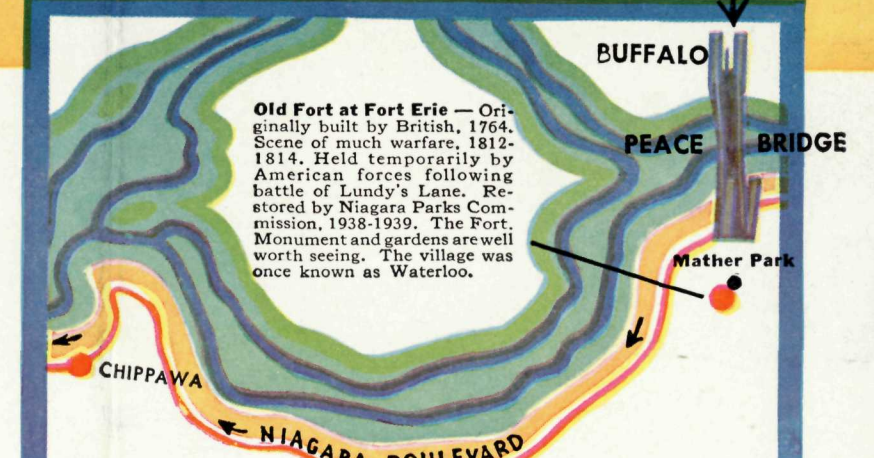 BUFFALO
PEACE BRIDGE
Old Fort at Fort Erie — Ori-
ginally built by British, 1764.
Scene of much warfare, 1812-
1814. Held temporarily by
American forces following
battle of Lundy's Lane. Re-
stored by Niagara Parks Com-
mission, 1938-1939. The Fort,
Monument and gardens are well
worth seeing. The village was
once known as Waterloo.
Mather Park
CHIPPAWA
NIAGARA BOULEVARD